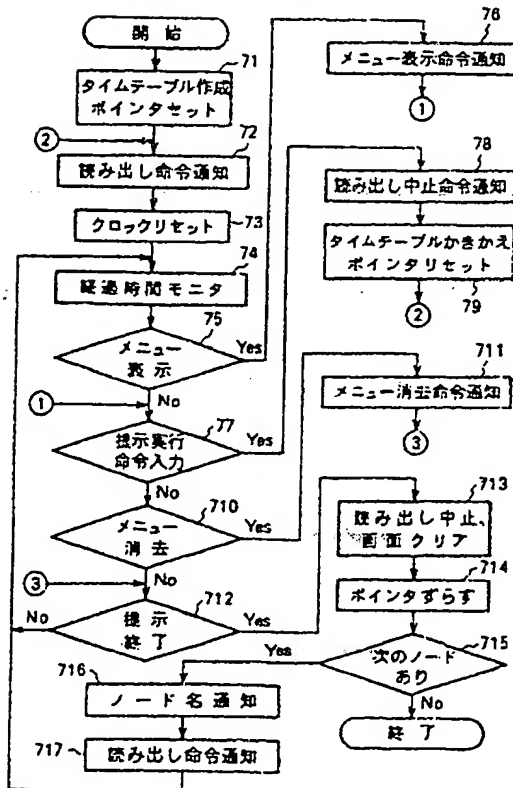 開始
71
タイムテーブル作成
ポインタセット
②
72
読み出し命令通知
クロックリセット
73
74
経過時間モニタ
75
メニュー
表示
Yes
No
①
77
提示実行
命令入力
Yes
No
710
メニュー
消去
Yes
No
③
712
提示
終了
No
Yes
76
メニュー表示命令通知
①
78
読み出し中止命令通知
タイムテーブルかきかえ
ポインタリセット
79
②
711
メニュー消去命令通知
③
713
読み出し中止、
画面クリア
714
ポインタずらす
715
次のノード
あり
Yes
No
終了
716
ノード名通知
717
読み出し命令通知